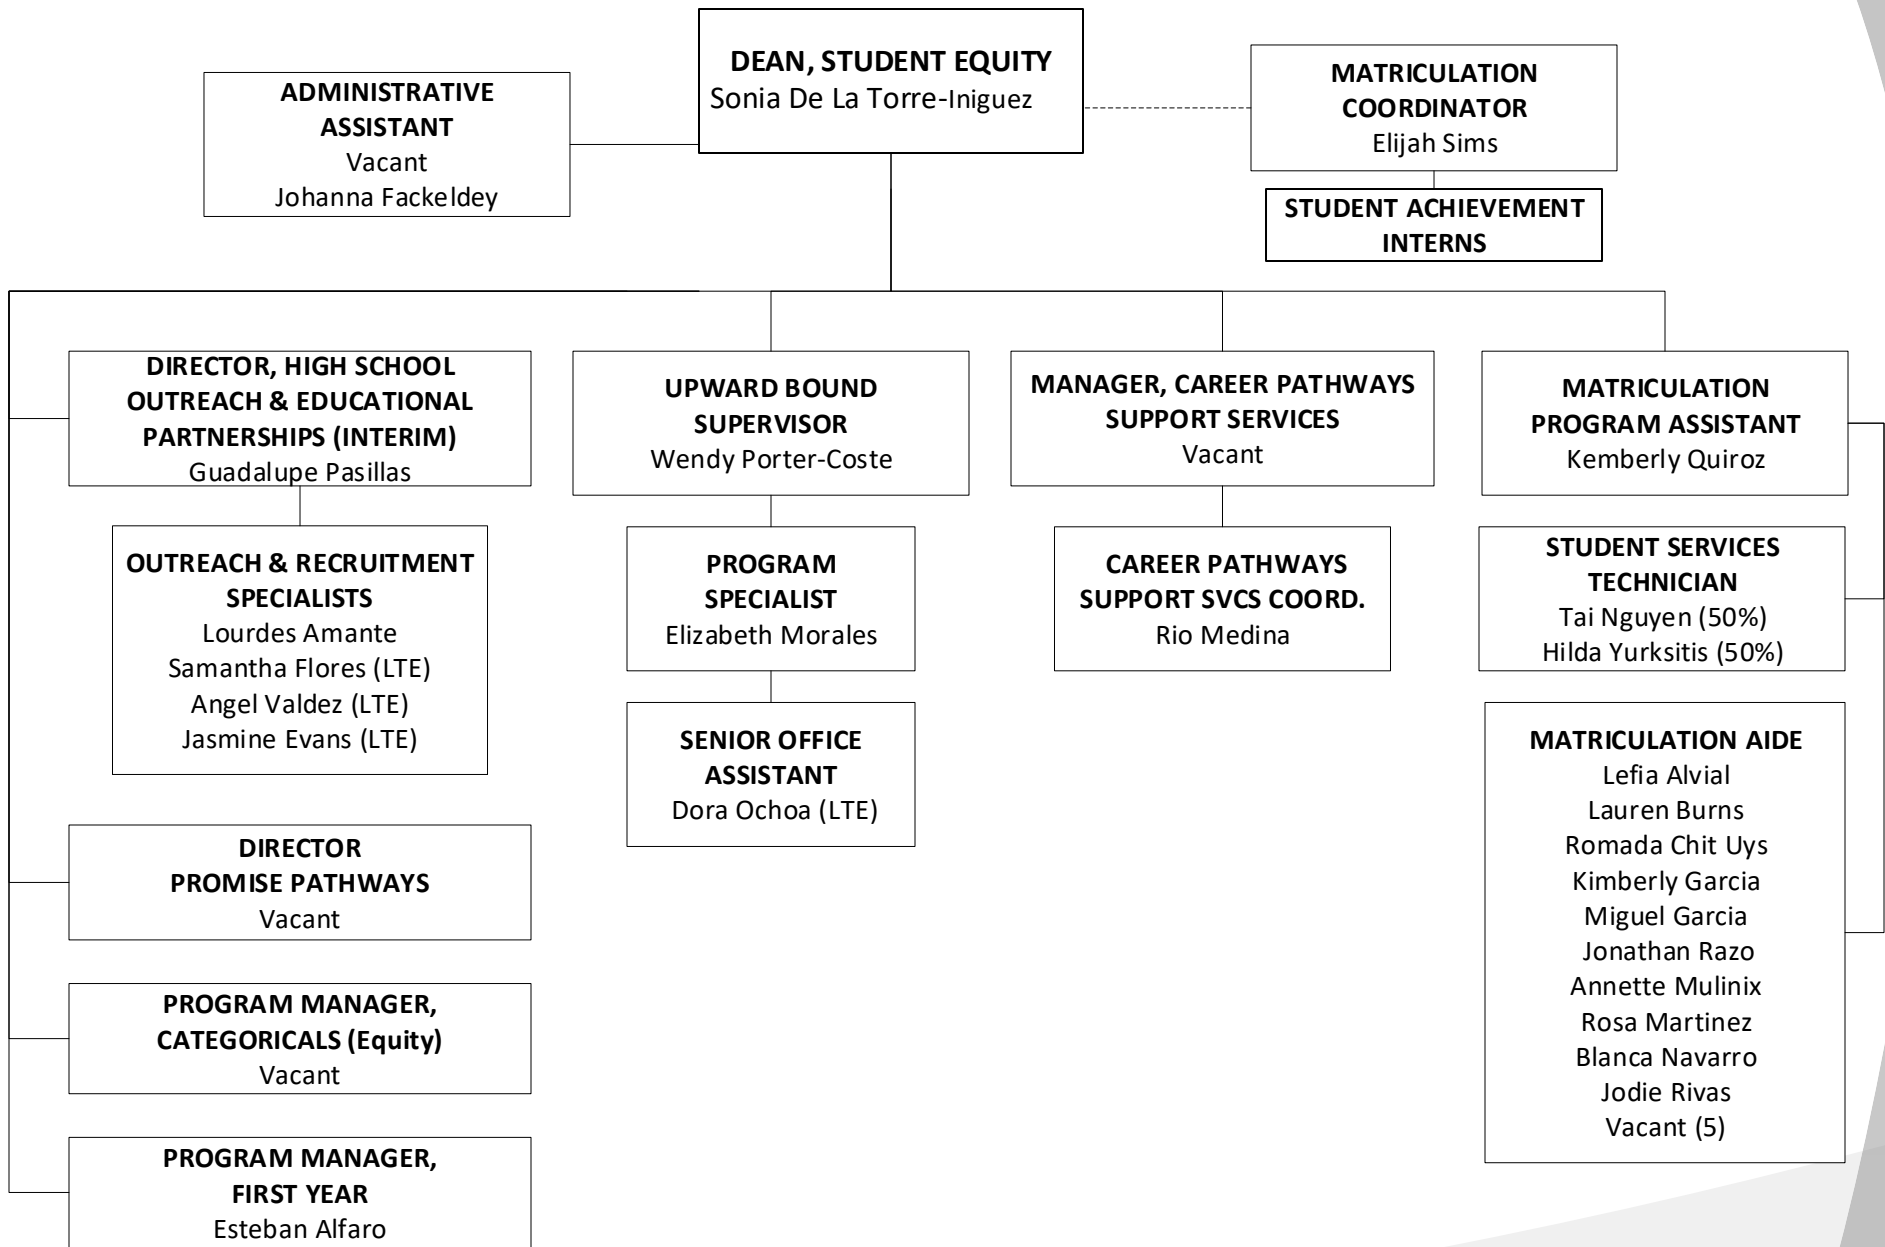 DEAN, STUDENT EQUITY
Sonia De La Torre-Iniguez
ADMINISTRATIVE
ASSISTANT
Vacant
Johanna Fackeldey
MATRICULATION
COORDINATOR
Elijah Sims
STUDENT ACHIEVEMENT
INTERNS
DIRECTOR, HIGH SCHOOL
OUTREACH & EDUCATIONAL
PARTNERSHIPS (INTERIM)
Guadalupe Pasillas
OUTREACH & RECRUITMENT
SPECIALISTS
Lourdes Amante
Samantha Flores (LTE)
Angel Valdez (LTE)
Jasmine Evans (LTE)
DIRECTOR
PROMISE PATHWAYS
Vacant
PROGRAM MANAGER,
CATEGORICALS (Equity)
Vacant
PROGRAM MANAGER,
FIRST YEAR
Esteban Alfaro
UPWARD BOUND
SUPERVISOR
Wendy Porter-Coste
PROGRAM
SPECIALIST
Elizabeth Morales
SENIOR OFFICE
ASSISTANT
Dora Ochoa (LTE)
MANAGER, CAREER PATHWAYS
SUPPORT SERVICES
Vacant
CAREER PATHWAYS
SUPPORT SVCS COORD.
Rio Medina
MATRICULATION
PROGRAM ASSISTANT
Kemberly Quiroz
STUDENT SERVICES
TECHNICIAN
Tai Nguyen (50%)
Hilda Yurksitis (50%)
MATRICULATION AIDE
Lefia Alvial
Lauren Burns
Romada Chit Uys
Kimberly Garcia
Miguel Garcia
Jonathan Razo
Annette Mulinix
Rosa Martinez
Blanca Navarro
Jodie Rivas
Vacant (5)